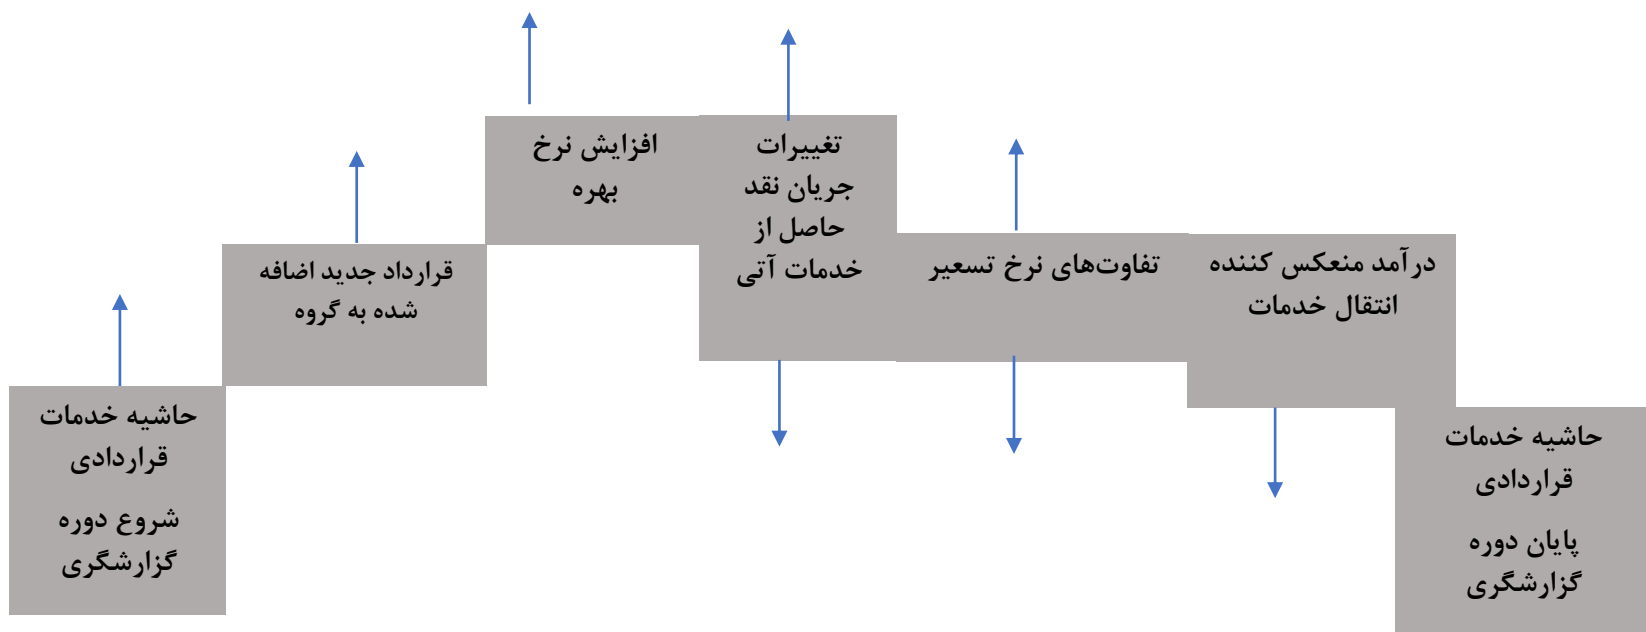 حاشیه خدمات
قراردادی
شروع دوره
گزارشگری
قرارداد جدید اضافه
شده به گروه
افزایش نرخ
بهره
تغییرات
جریان نقد
حاصل از
خدمات آتی
تفاوت‌های نرخ تسعیر
درآمد منعکس کننده
انتقال خدمات
حاشیه خدمات
قراردادی
پایان دوره
گزارشگری